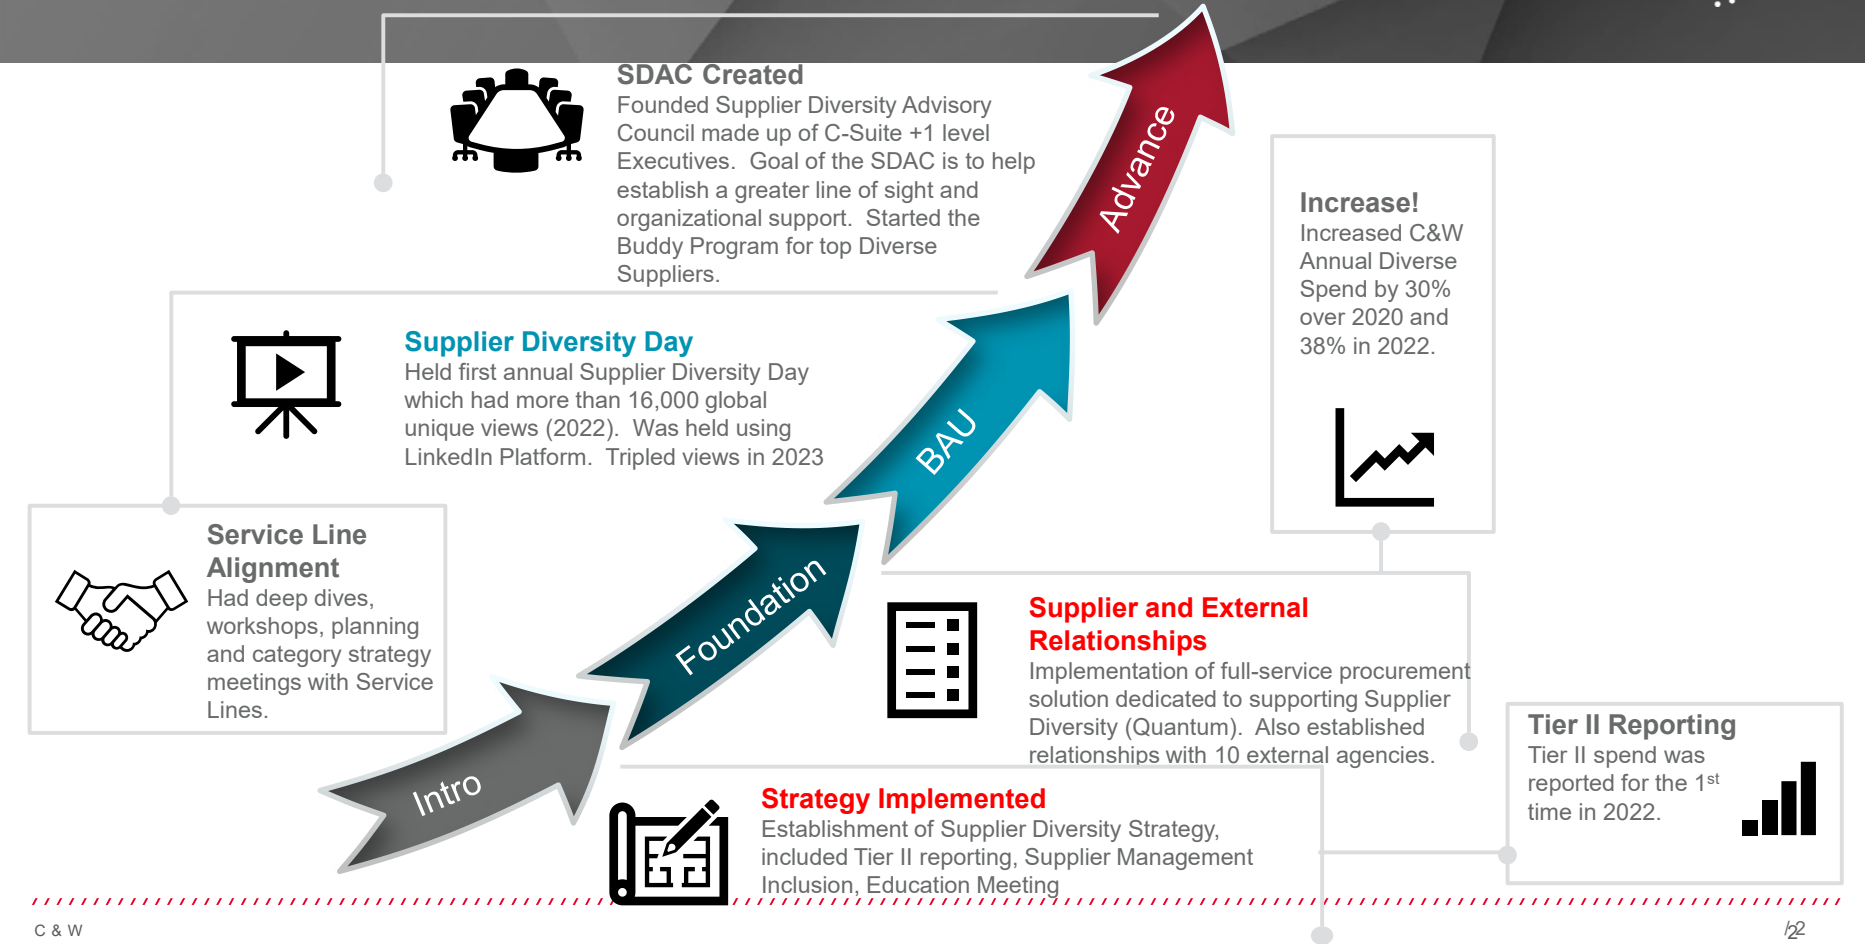 SDAC Created
Founded Supplier Diversity Advisory
Council made up of C-Suite +1 level
Executives.  Goal of the SDAC is to help
establish a greater line of sight and
organizational support.  Started the
Buddy Program for top Diverse
Suppliers.
Advance
Increase!
Increased C&W
Annual Diverse
Spend by 30%
over 2020 and
38% in 2022.
Supplier Diversity Day
Held first annual Supplier Diversity Day
which had more than 16,000 global
unique views (2022).  Was held using
LinkedIn Platform.  Tripled views in 2023
BAU
Service Line
Alignment
Had deep dives,
workshops, planning
and category strategy
meetings with Service
Lines.
Foundation
Supplier and External
Relationships
Implementation of full-service procurement
solution dedicated to supporting Supplier
Diversity (Quantum).  Also established
relationships with 10 external agencies.
Intro
Tier II Reporting
Tier II spend was
reported for the 1st
time in 2022.
Strategy Implemented
Establishment of Supplier Diversity Strategy,
included Tier II reporting, Supplier Management
Inclusion, Education Meeting
C & W